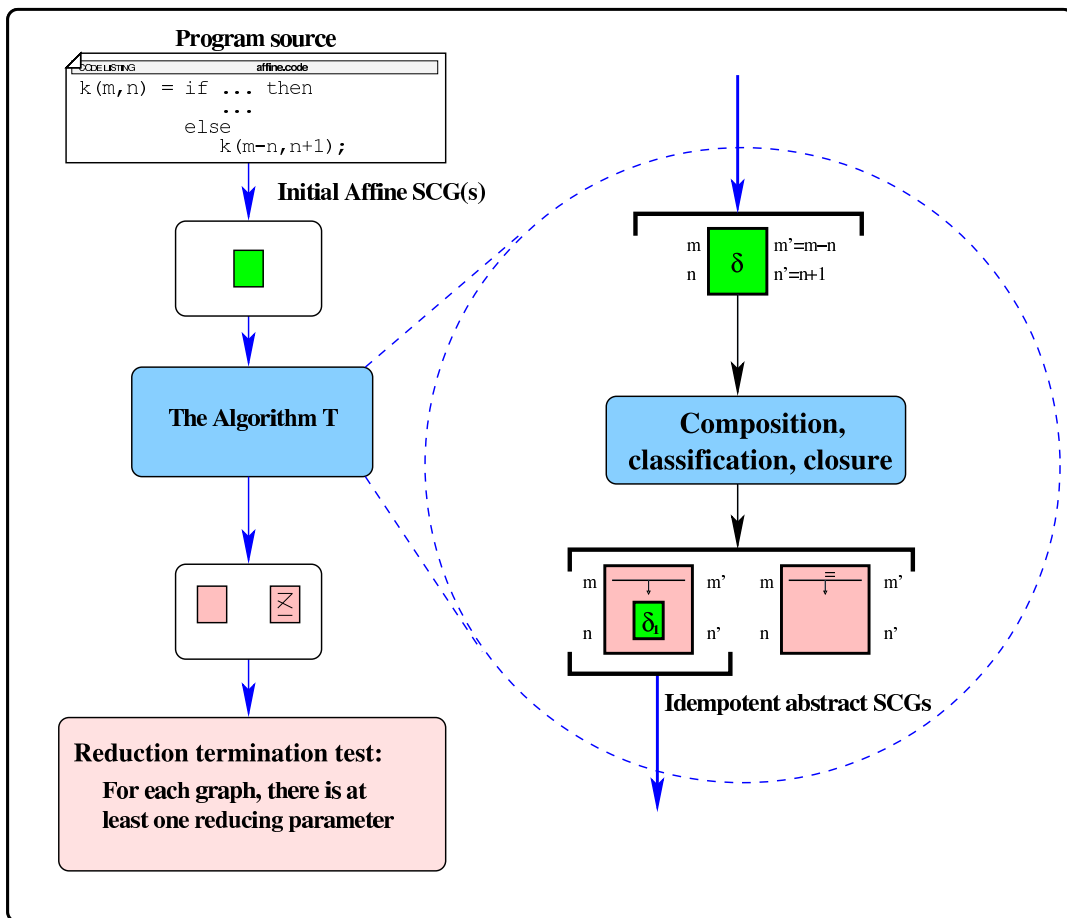 Program source
CODE LISTING affine.code
k(m,n) = if ... then
...
else
k(m-n,n+1);
Initial Affine SCG(s)
The Algorithm T
Reduction termination test:
For each graph, there is at
least one reducing parameter
m δ m'=m−n
n n'=n+1
Composition,
classification, closure
m m' m = m'
δ1
n n' n n'
Idempotent abstract SCGs